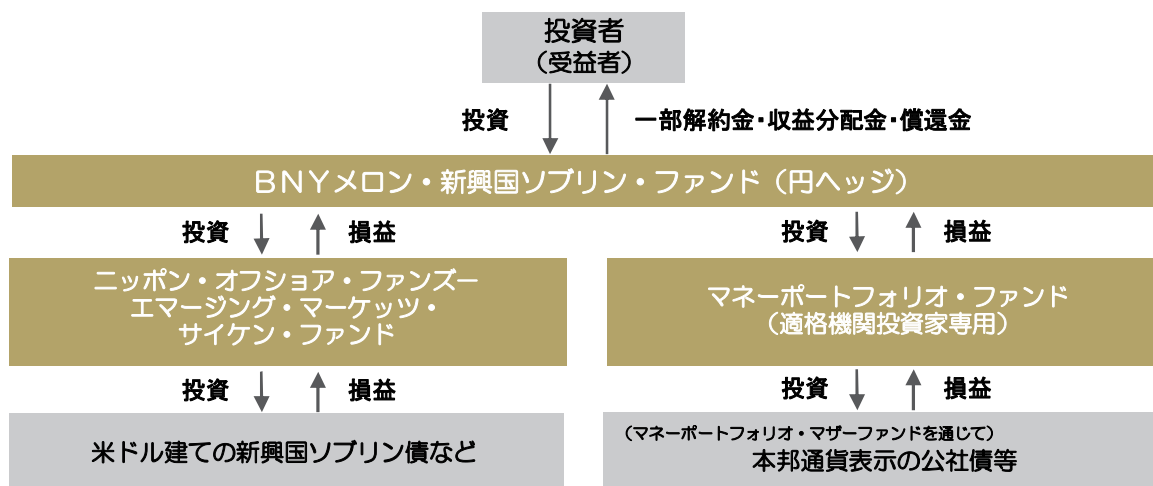 投資者
（受益者）
投資
一部解約金・収益分配金・償還金
ＢＮＹメロン・新興国ソブリン・ファンド（円ヘッジ）
投資
損益
投資
損益
ニッポン・オフショア・ファンズー
エマージング・マーケッツ・
サイケン・ファンド
マネーポートフォリオ・ファンド
（適格機関投資家専用）
投資
損益
投資
損益
米ドル建ての新興国ソブリン債など
（マネーポートフォリオ・マザーファンドを通じて）
本邦通貨表示の公社債等